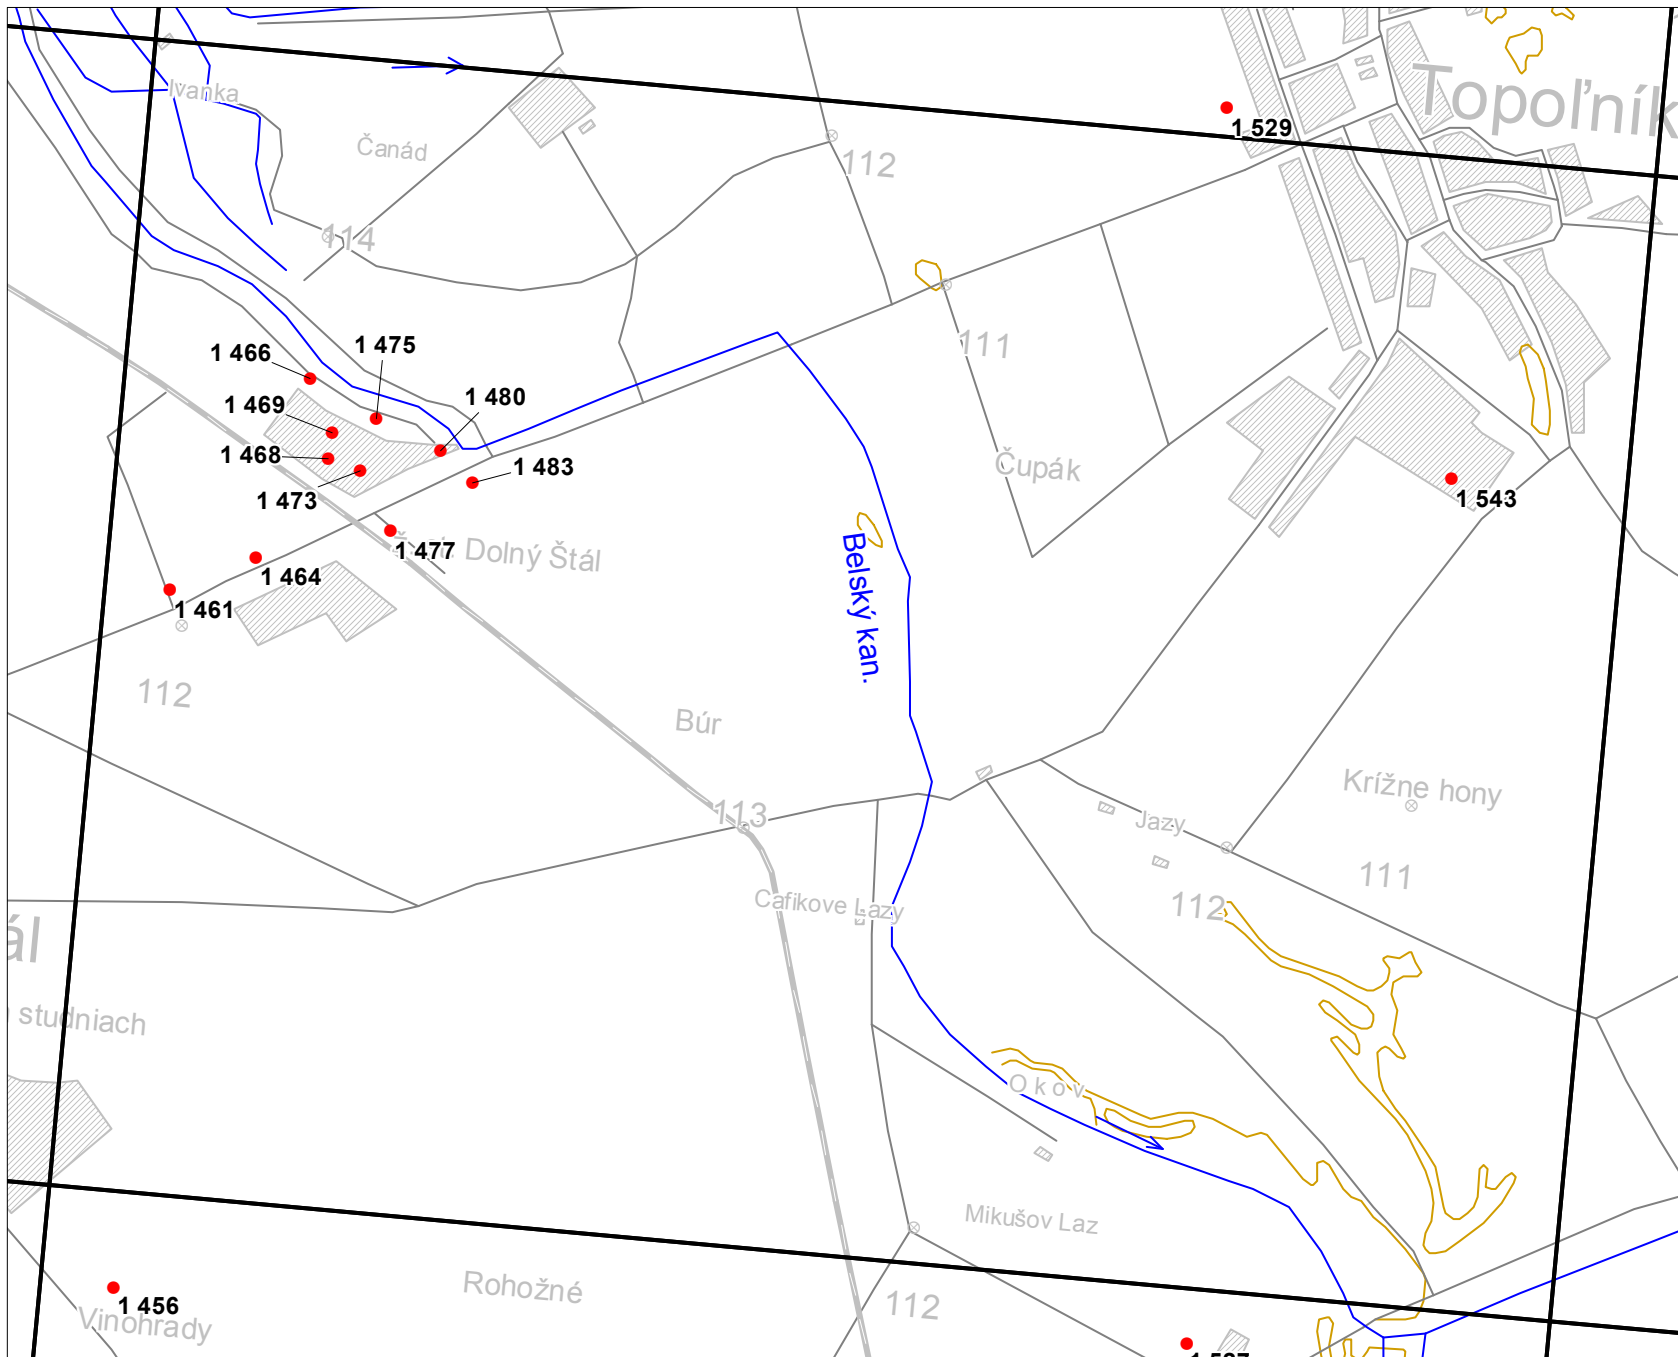 Ivanka
Čanád
112
114
1 529
Topoľník
111
1 466
1 475
1 469
1 480
1 468
1 483
1 473
1 477
Dolný Štál
1 464
1 461
Čupák
1 543
Belský kan.
112
Búr
113
Krížne hony
Jazy
111
112
Cafikove Lazy
ál
studniach
Okov
Mikušov Laz
Rohožné
112
1 456
Vinohrady